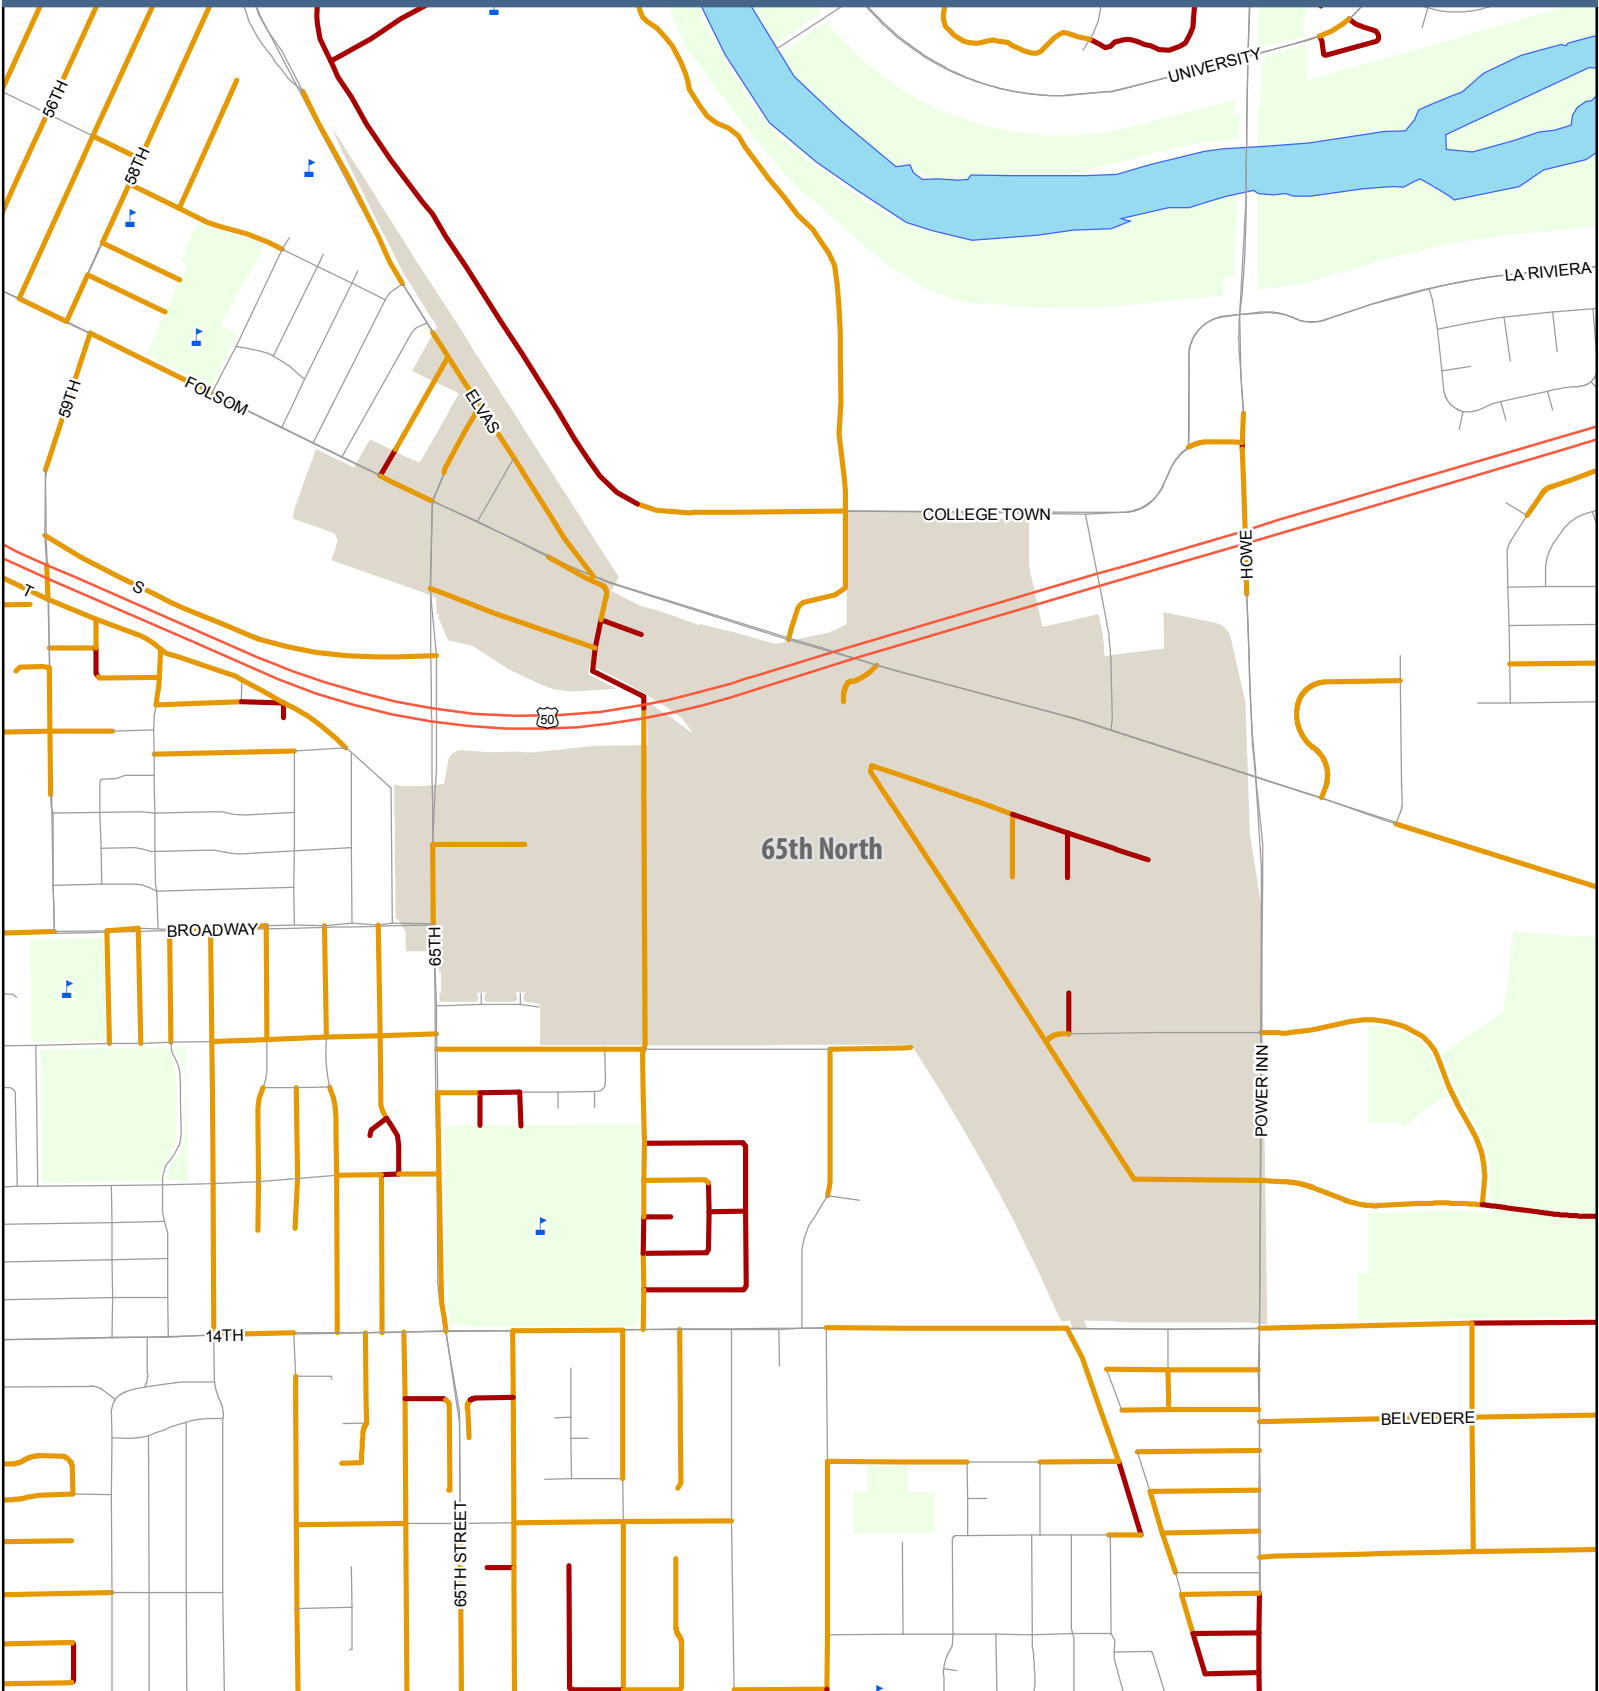 UNIVERSITY
56TH
58TH
LA RIVIERA
59TH
FOLSOM
ELVAS
COLLEGE TOWN
HOWE
T
S
50
65th North
BROADWAY
65TH
POWER INN
14TH
BELVEDERE
65TH STREET